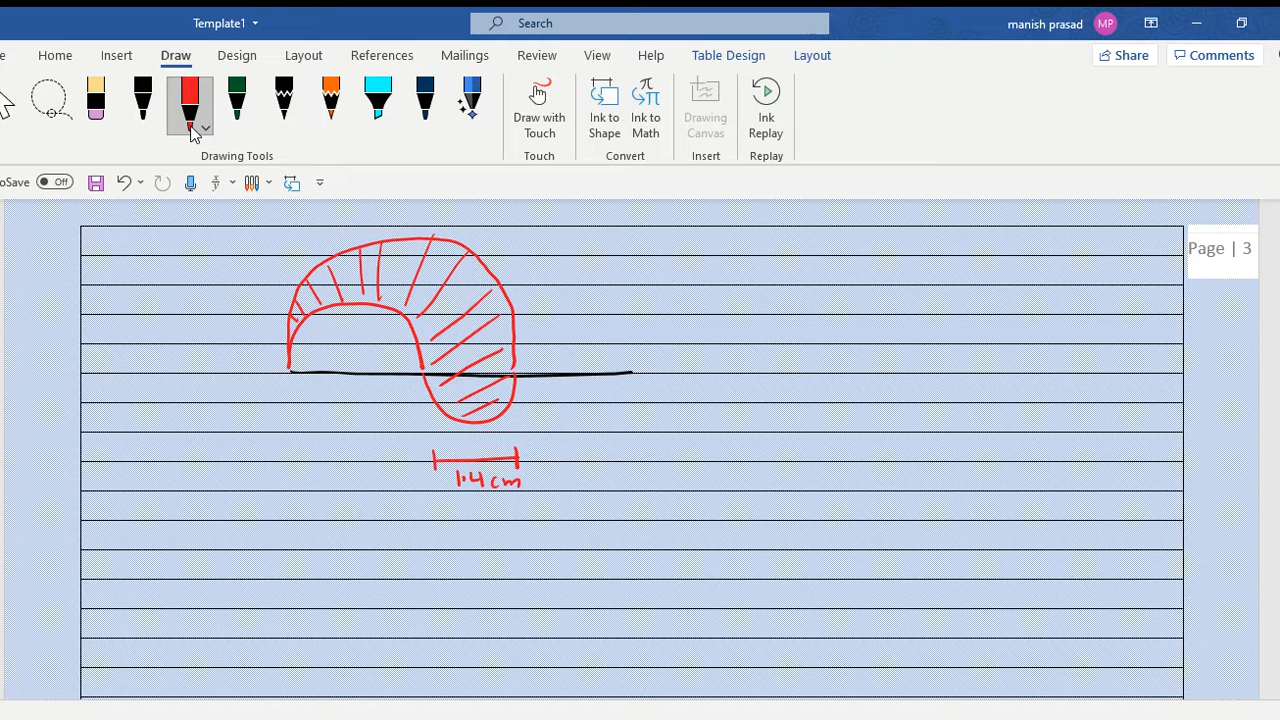 Template1
Search
manish prasad
MP
Home Insert Draw Design Layout References Mailings Review View Help Table Design Layout
Share
Comments
Draw with Touch
Ink to Shape
Ink to Math
Drawing Canvas
Ink Replay
Drawing Tools
Touch
Convert
Insert
Replay
oSave
Off
Page | 3
1.4 cm